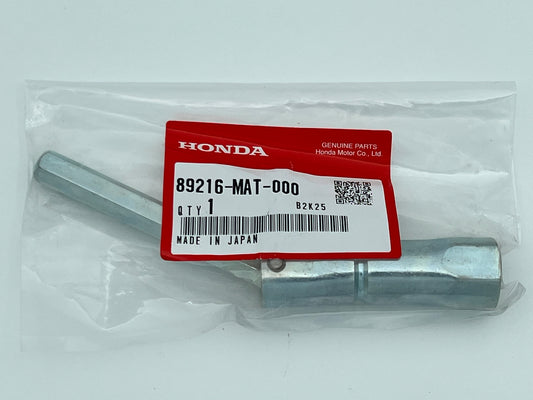 HONDA
GENUINE PARTS
Honda Motor Co., Ltd.
89216-MAT-000
QTY 1
B2K25
MADE IN JAPAN